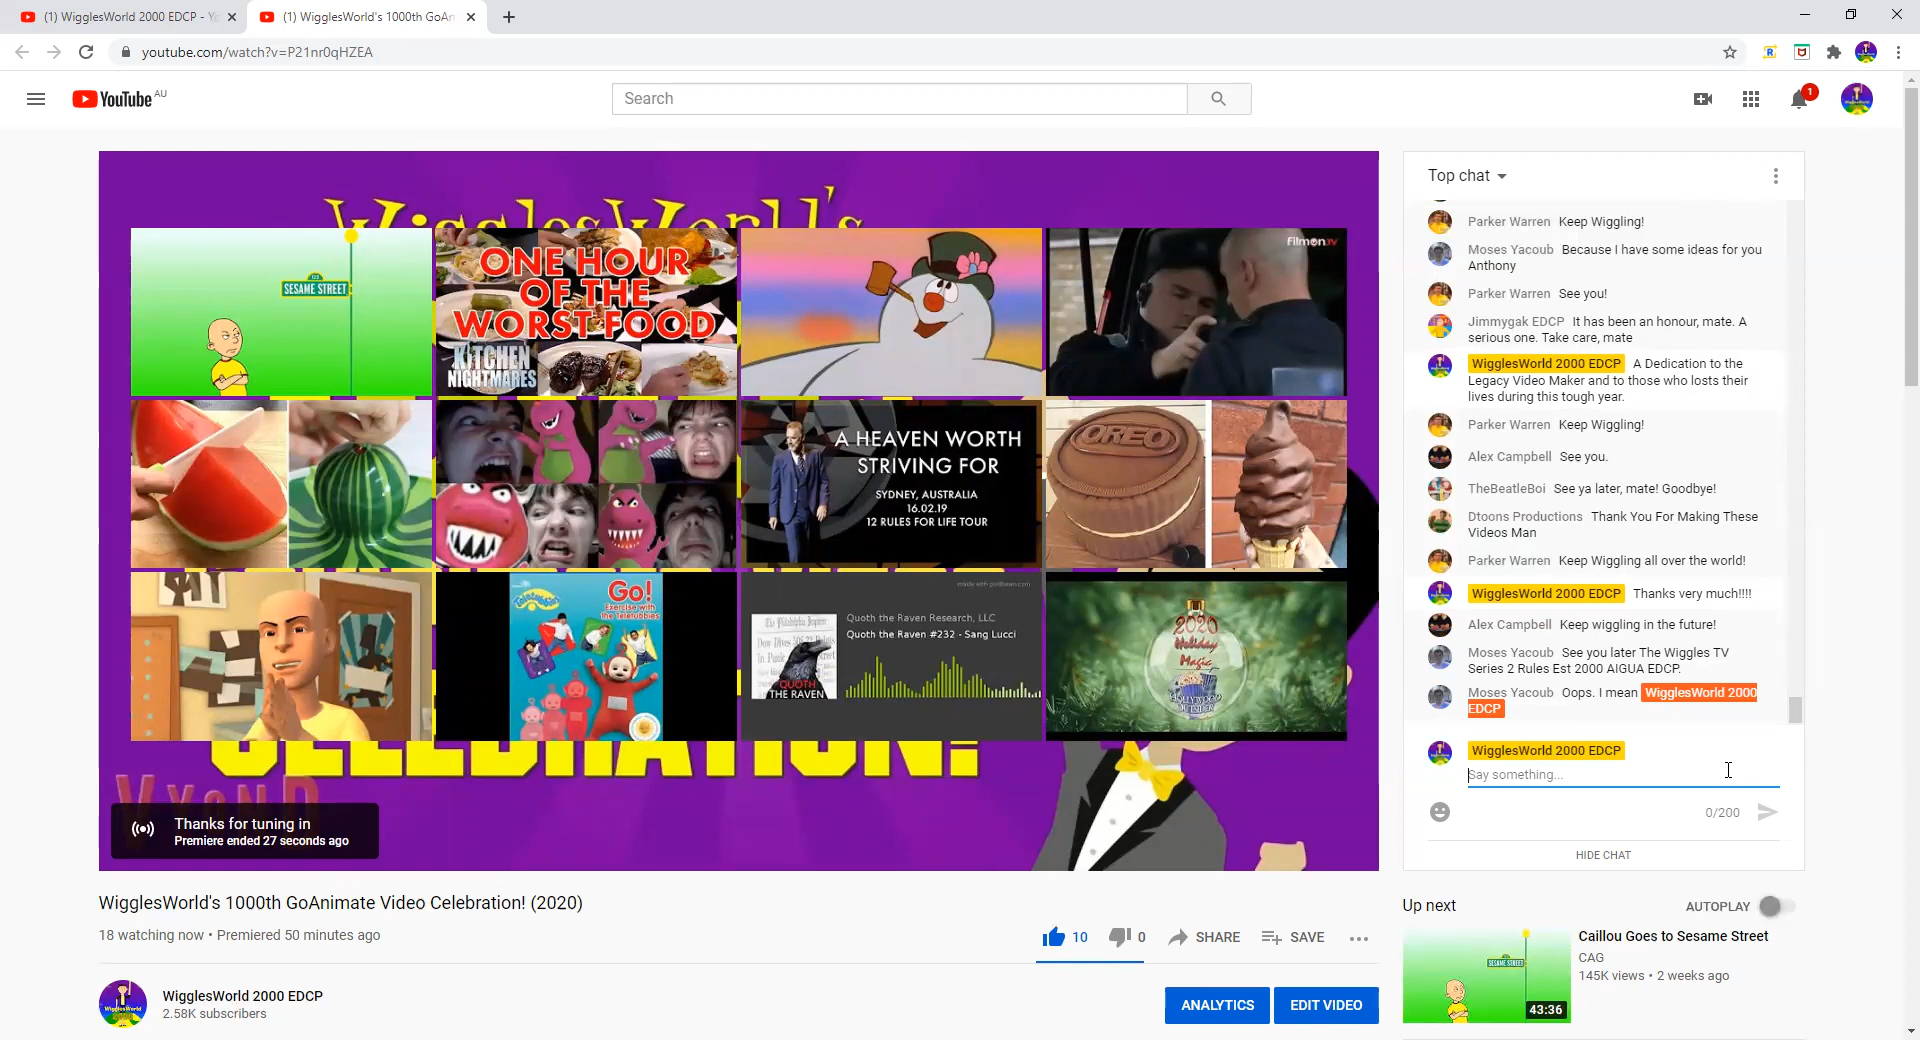 (1) WigglesWorld 2000 EDCP - Yo
(1) WigglesWorld's 1000th GoAn
youtube.com/watch?v=P21nr0qHZEA
YouTube AU
Search
1
WigglesWorld's
SESAME STREET
ONE HOUR
OF THE
WORST FOOD
KITCHEN
NIGHTMARES
filmon.tv
A HEAVEN WORTH
STRIVING FOR
SYDNEY, AUSTRALIA
16.02.19
12 RULES FOR LIFE TOUR
OREO
Teletubbies
Go!
Exercise with
the Teletubbies
made with podbean.com
Quoth the Raven Research, LLC
Quoth the Raven #232 - Sang Lucci
QUOTH
THE RAVEN
2020
Holiday
Magic
HOLLYWOOD
OUTSIDER
CELEBRATION!
VYOND
Thanks for tuning in
Premiere ended 27 seconds ago
Top chat
Parker Warren Keep Wiggling!
Moses Yacoub Because I have some ideas for you
Anthony
Parker Warren See you!
Jimmygak EDCP It has been an honour, mate. A
serious one. Take care, mate
WigglesWorld 2000 EDCP A Dedication to the
Legacy Video Maker and to those who losts their
lives during this tough year.
Parker Warren Keep Wiggling!
Alex Campbell See you.
TheBeatleBoi See ya later, mate! Goodbye!
Dtoons Productions Thank You For Making These
Videos Man
Parker Warren Keep Wiggling all over the world!
WigglesWorld 2000 EDCP Thanks very much!!!!
Alex Campbell Keep wiggling in the future!
Moses Yacoub See you later The Wiggles TV
Series 2 Rules Est 2000 AIGUA EDCP.
Moses Yacoub Oops. I mean WigglesWorld 2000
EDCP
WigglesWorld 2000 EDCP
Say something...
0/200
HIDE CHAT
WigglesWorld's 1000th GoAnimate Video Celebration! (2020)
18 watching now • Premiered 50 minutes ago
10
0
SHARE
SAVE
WigglesWorld 2000 EDCP
2.58K subscribers
ANALYTICS
EDIT VIDEO
Up next
AUTOPLAY
SESAME STREET
43:36
Caillou Goes to Sesame Street
CAG
145K views • 2 weeks ago